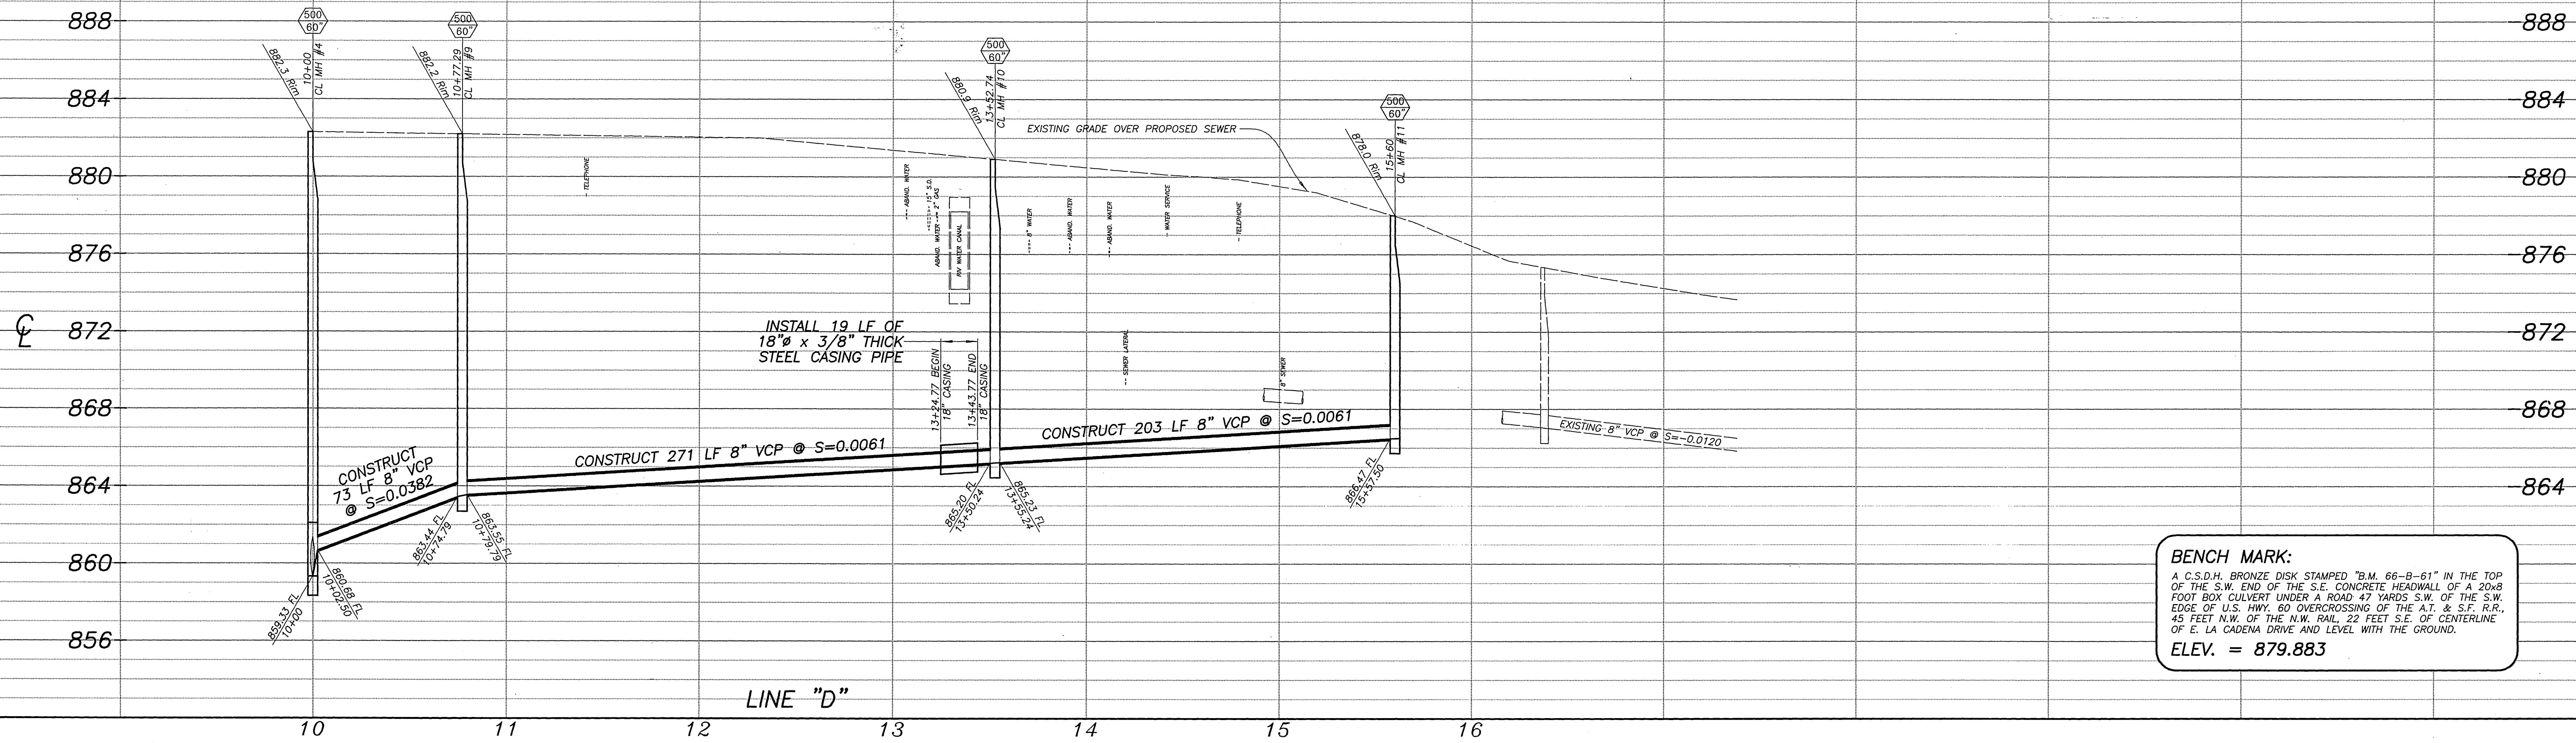 888
884
880
876
872
868
864
860
856
CL
500
60"
882.3 Rim
10+00
CL MH #4
500
60"
882.2 Rim
10+77.29
CL MH #9
500
60"
880.9 Rim
13+52.74
CL MH #10
500
60"
878.0 Rim
15+60
CL MH #11
EXISTING GRADE OVER PROPOSED SEWER
TELEPHONE
ABAND. WATER
15" S.D.
ABAND. WATER
2" GAS
RIV WATER CANAL
8" WATER
ABAND. WATER
ABAND. WATER
WATER SERVICE
TELEPHONE
SEWER LATERAL
8" SEWER
INSTALL 19 LF OF
18"ø x 3/8" THICK
STEEL CASING PIPE
13+24.77 BEGIN
18" CASING
13+43.77 END
18" CASING
CONSTRUCT
73 LF 8" VCP
@ S=0.0382
CONSTRUCT 271 LF 8" VCP @ S=0.0061
CONSTRUCT 203 LF 8" VCP @ S=0.0061
EXISTING 8" VCP @ S=-0.0120
859.33 FL
10+00
860.68 FL
10+02.50
863.44 FL
10+74.79
863.55 FL
10+79.79
865.20 FL
13+50.24
865.23 FL
13+55.24
866.47 FL
15+57.50
888
884
880
876
872
868
864
BENCH MARK:
A C.S.D.H. BRONZE DISK STAMPED "B.M. 66-B-61" IN THE TOP
OF THE S.W. END OF THE S.E. CONCRETE HEADWALL OF A 20x8
FOOT BOX CULVERT UNDER A ROAD 47 YARDS S.W. OF THE S.W.
EDGE OF U.S. HWY. 60 OVERCROSSING OF THE A.T. & S.F. R.R.,
45 FEET N.W. OF THE N.W. RAIL, 22 FEET S.E. OF CENTERLINE
OF E. LA CADENA DRIVE AND LEVEL WITH THE GROUND.
ELEV. = 879.883
LINE "D"
10 11 12 13 14 15 16